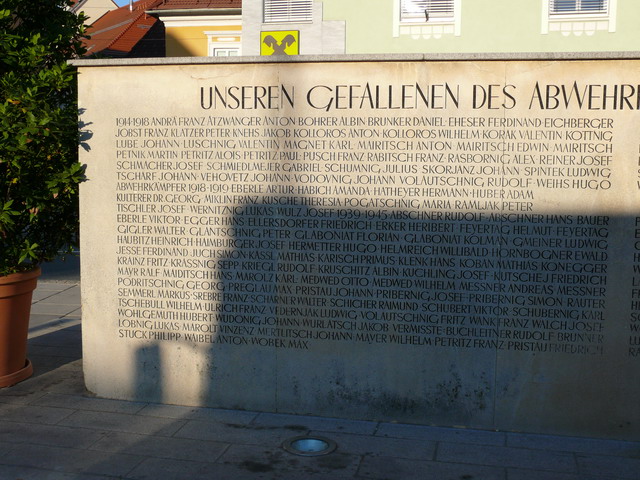 UNSEREN GEFALLENEN DES ABWEHR
1914-1918 ANDRÄ FRANZ ATZWANGER ANTON BOHRER ALBIN BRUNKER DANIEL EHESER FERDINAND EICHBERGER
JOBST FRANZ KLATZER PETER KNEHS JAKOB KOLLOROS ANTON KOLLOROS WILHELM KORAK VALENTIN KOTTNIG
LUBE JOHANN LUSCHNIG VALENTIN MAGNET KARL MAIRITSCH ANTON MAIRITSCH EDWIN MAIRITSCH
PETNIK MARTIN PETRITZ ALOIS PETRITZ PAUL PUSCH FRANZ RABITSCH FRANZ RASBORNIG ALEX REINER JOSEF
SCHMACHER JOSEF SCHMIEDLMEJER GABRIEL SCHUMNIG JULIUS SKORJANZ JOHANN SPINTEK LUDWIG
TSCHARF JOHANN VEHOVETZ JOHANN VODOVNIG JOHANN VOLAUTSCHNIG RUDOLF WEIHS HUGO
ABWEHRKÄMPFER 1918-1919 EBERLE ARTUR HABICH AMANDA HATHEYER HERMANN HUBER ADAM
KUITERER DR. GEORG MIKLIN FRANZ KUSCHE THERESIA POGATSCHNIG MARIA RAMLJAK PETER
TISCHLER JOSEF WERNITZNIG LUKAS WULZ JOSEF 1939-1945 ABSCHNER RUDOLF ABSCHNER HANS BAUER
EBERLE VIKTOR EGGER HANS ELLERSDORFER FRIEDRICH ERKER HERIBERT FEYERTAG HELMUT FEYERTAG
GIGLER WALTER GLANTSCHNIG PETER GLABONIAT FLORIAN GLABONIAT KOLMAN GMEINER LUDWIG
HAUBITZ HEINRICH HAIMBURGER JOSEF HERMETTER HUGO HELMREICH WILLIBALD HORNBOGNER EWALD
JESSE FERDINAND JUCH SIMON KASSL MATHIAS KARISCH PRIMUS KLENK HANS KOBAN MATHIAS KONEGGER
KRAINZ FRITZ KRASSNIG SEPP KRIEGL RUDOLF KRUSCHITZ ALBIN KUCHLING JOSEF KUTSCHEJ FRIEDRICH
MAYR RALF MAIDITSCH HANS MAROLZ KARL MEDWED OTTO MEDWED WILHELM MESSNER ANDREAS MESSNER
PODRITSCHNIG GEORG PREGL MAX PRISTAU JOHANN PRIBERNIG JOSEF PRIBERNIG SIMON RAUTER
SEMMERL MARKUS SREBRE FRANZ SCHARNER WALTER SCHICHER RAIMUND SCHUBERT VIKTOR SCHUBERNIG KARL
TSCHEBULL WILHELM ULRICH FRANZ VEDERNJAK LUDWIG VOLAUTSCHNIG FRITZ WANK FRANZ WALCH JOSEF
WOHLGEMUTH HUBERT WUDONIG JOHANN WURLATSCH JAKOB VERMISSTE BUCHLEITNER RUDOLF BRUNNER
LOBNIG LUKAS MAROLT VINZENZ MERTLITSCH JOHANN MAYER WILHELM PETRITZ FRANZ PRISTAU FRIEDRICH
STUCK PHILIPP WAIBEL ANTON WOBEK MAX